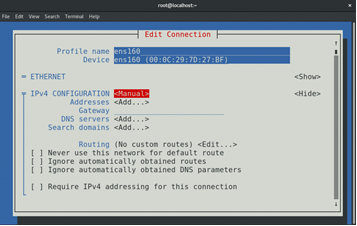 root@localhost:~
File Edit View Search Terminal Help
Edit Connection
Profile name ens160
Device ens160 (00:0C:29:7D:27:BF)
= ETHERNET <Show>
= IPv4 CONFIGURATION <Manual> <Hide>
Addresses <Add...>
Gateway
DNS servers <Add...>
Search domains <Add...>
Routing (No custom routes) <Edit...>
[ ] Never use this network for default route
[ ] Ignore automatically obtained routes
[ ] Ignore automatically obtained DNS parameters
[ ] Require IPv4 addressing for this connection